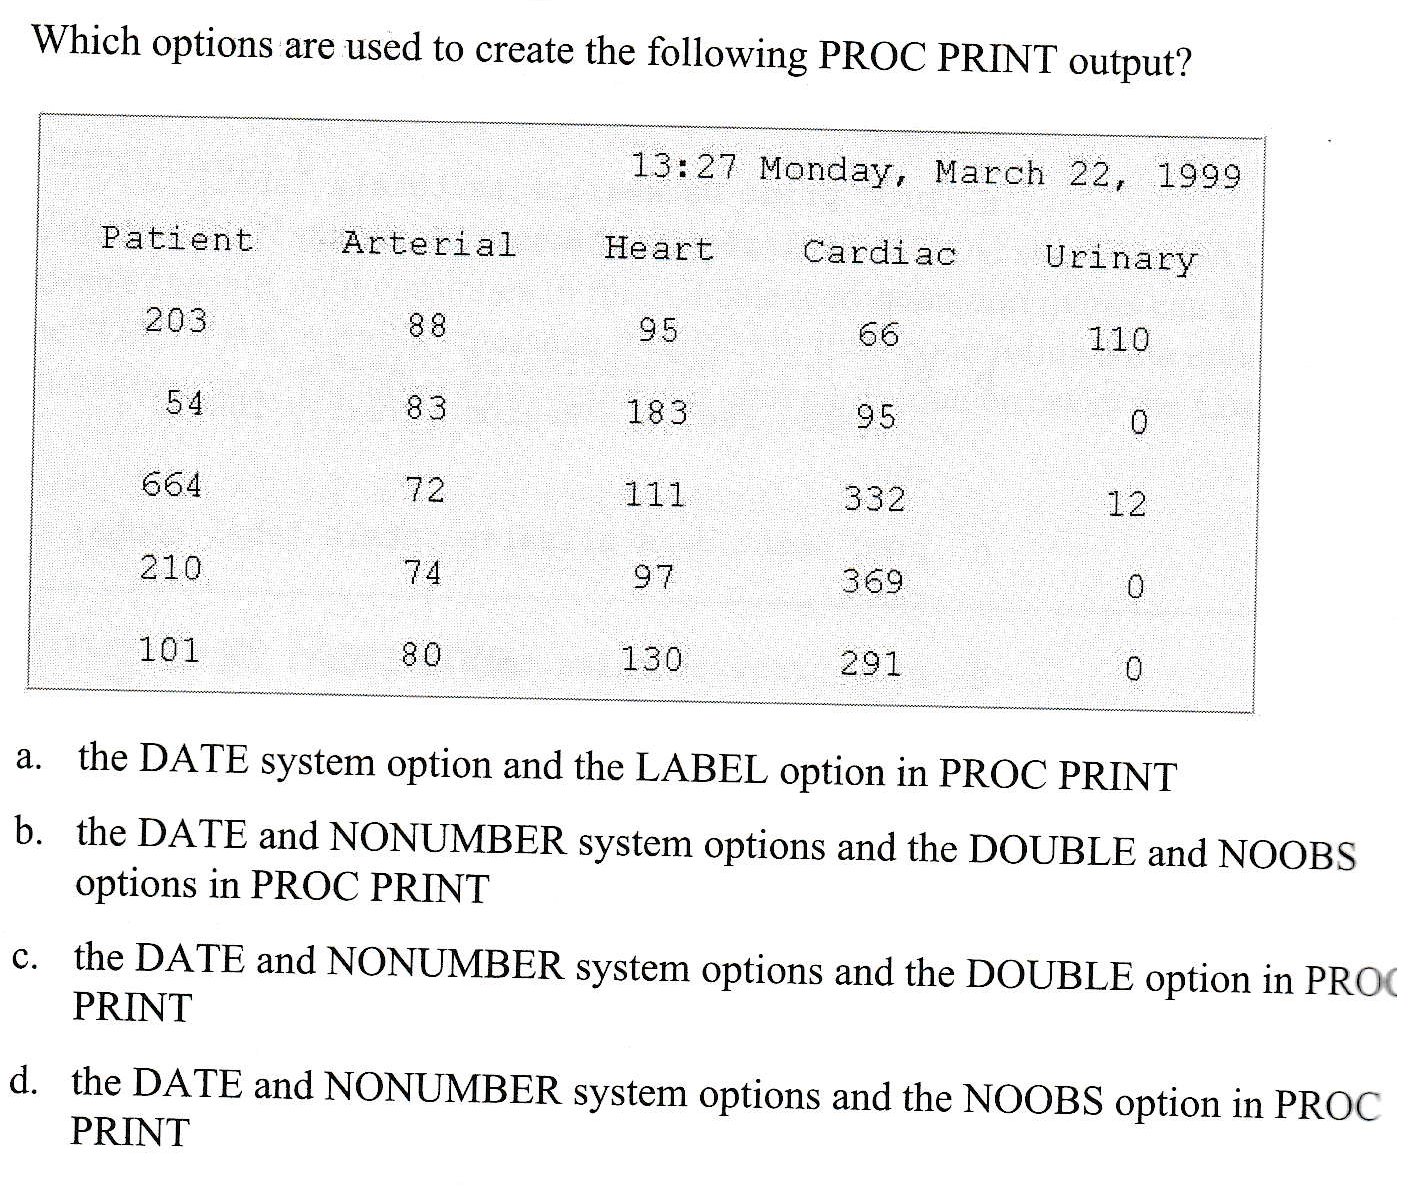 Which options are used to create the following PROC PRINT output?
13:27 Monday, March 22, 1999
Patient Arterial Heart Cardiac Urinary
203 88 95 66 110
54 83 183 95 0
664 72 111 332 12
210 74 97 369 0
101 80 130 291 0
a. the DATE system option and the LABEL option in PROC PRINT
b. the DATE and NONUMBER system options and the DOUBLE and NOOBS
options in PROC PRINT
c. the DATE and NONUMBER system options and the DOUBLE option in PROC
PRINT
d. the DATE and NONUMBER system options and the NOOBS option in PROC
PRINT